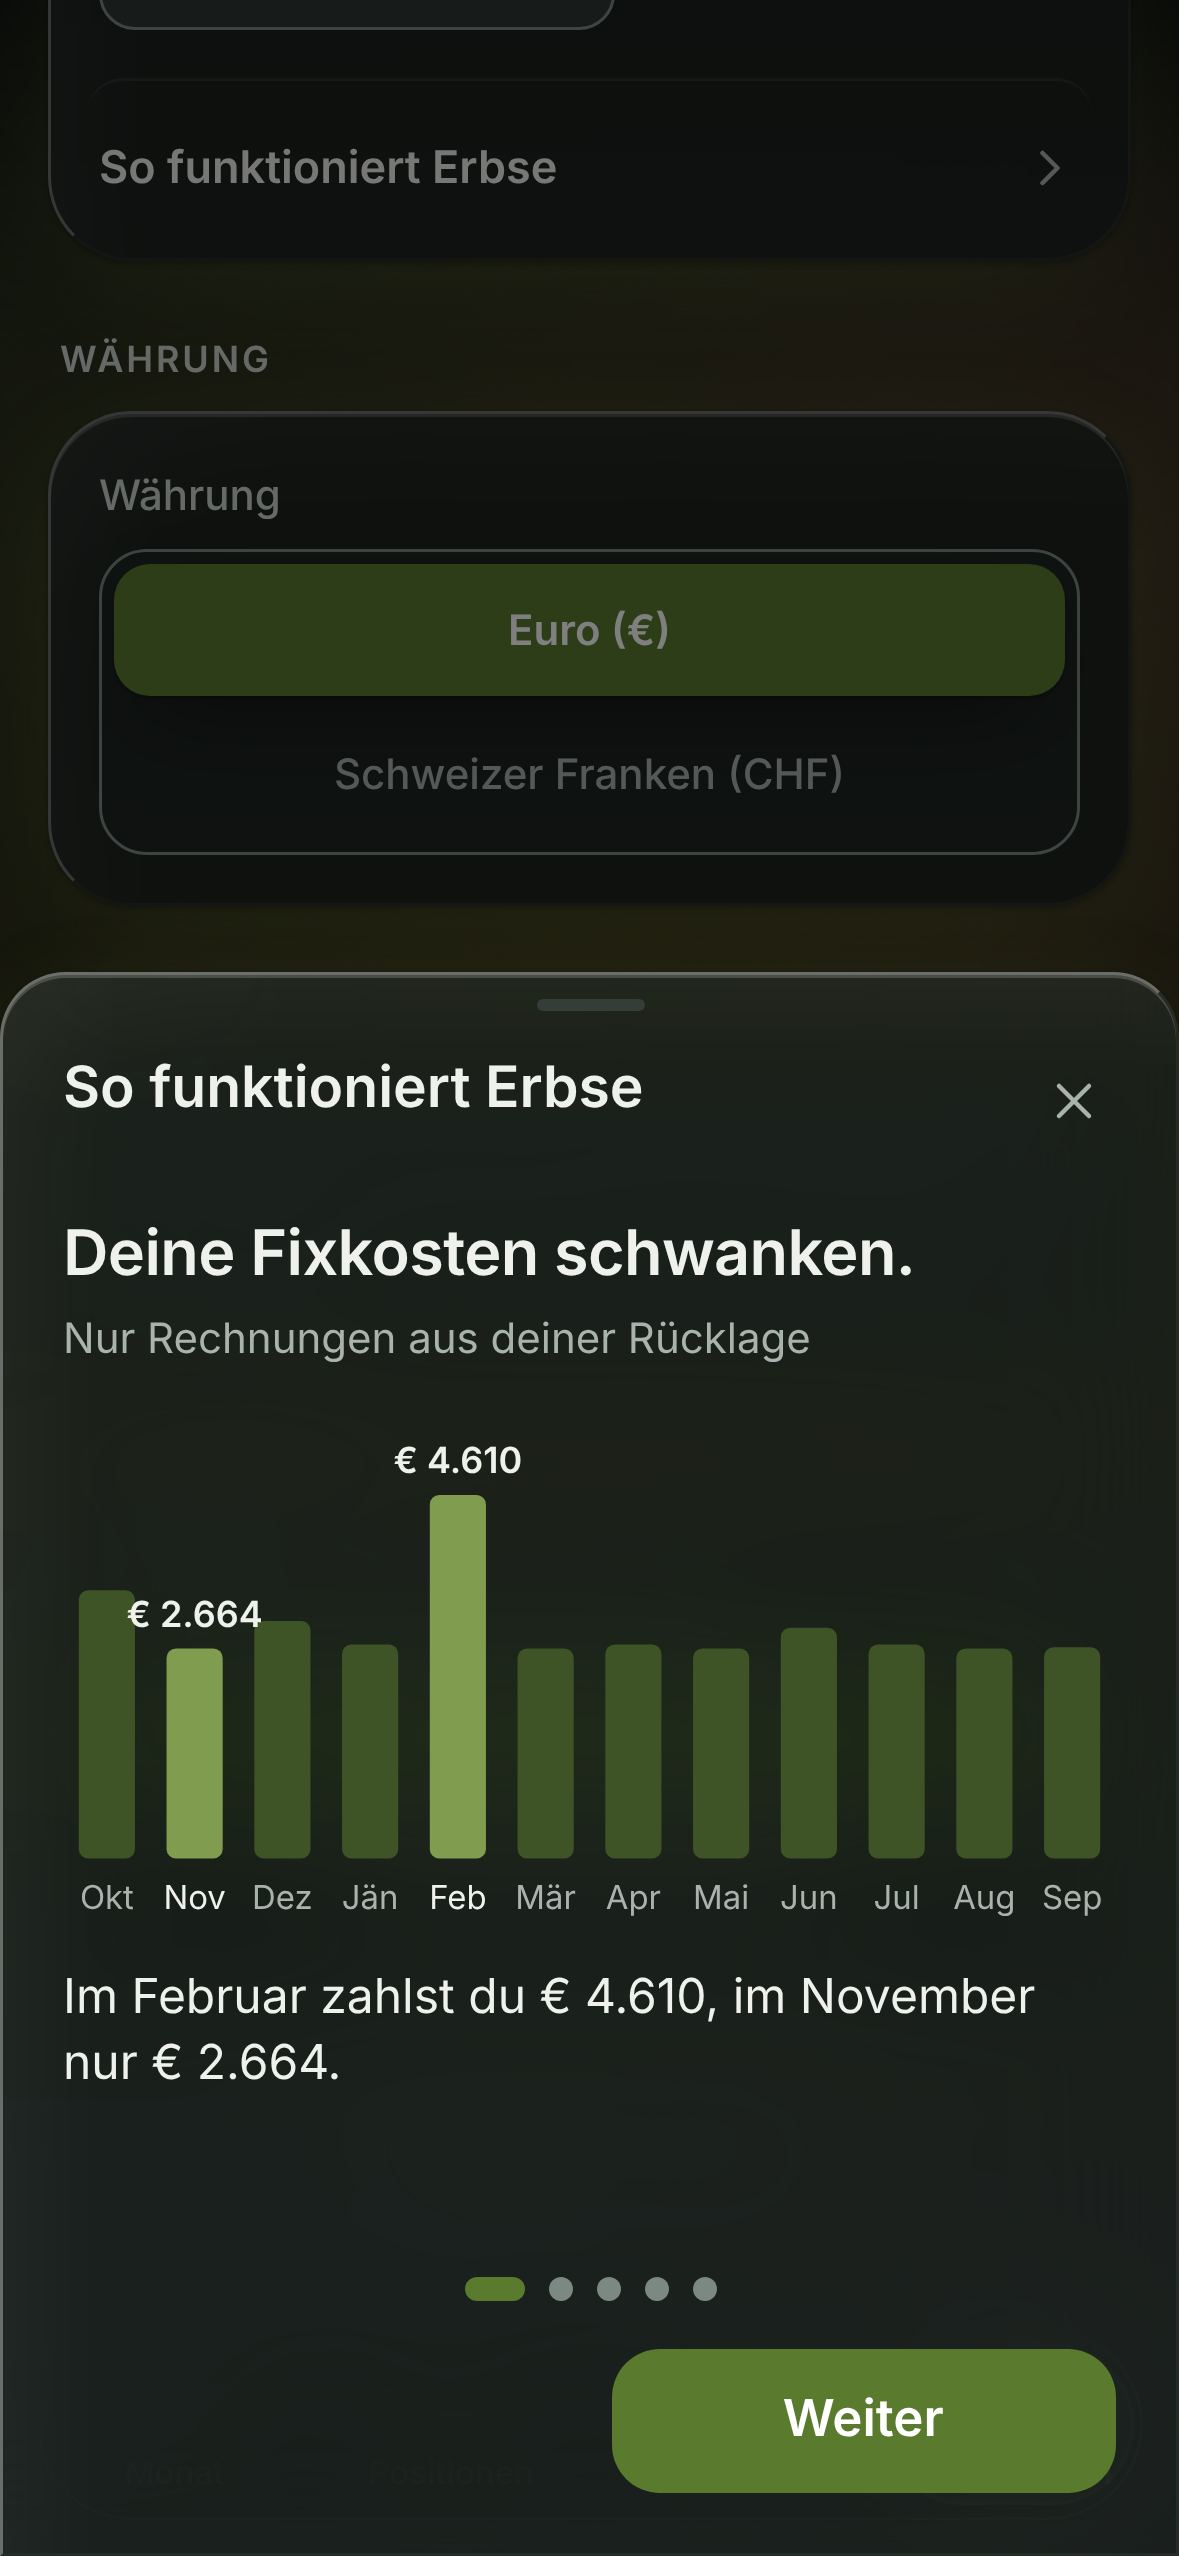 So funktioniert Erbse
WÄHRUNG
Währung
Euro (€)
Schweizer Franken (CHF)
So funktioniert Erbse
Deine Fixkosten schwanken.
Nur Rechnungen aus deiner Rücklage
€ 4.610
€ 2.664
Okt Nov Dez Jän Feb Mär Apr Mai Jun Jul Aug Sep
Im Februar zahlst du € 4.610, im November
nur € 2.664.
Weiter
Monat Positionen